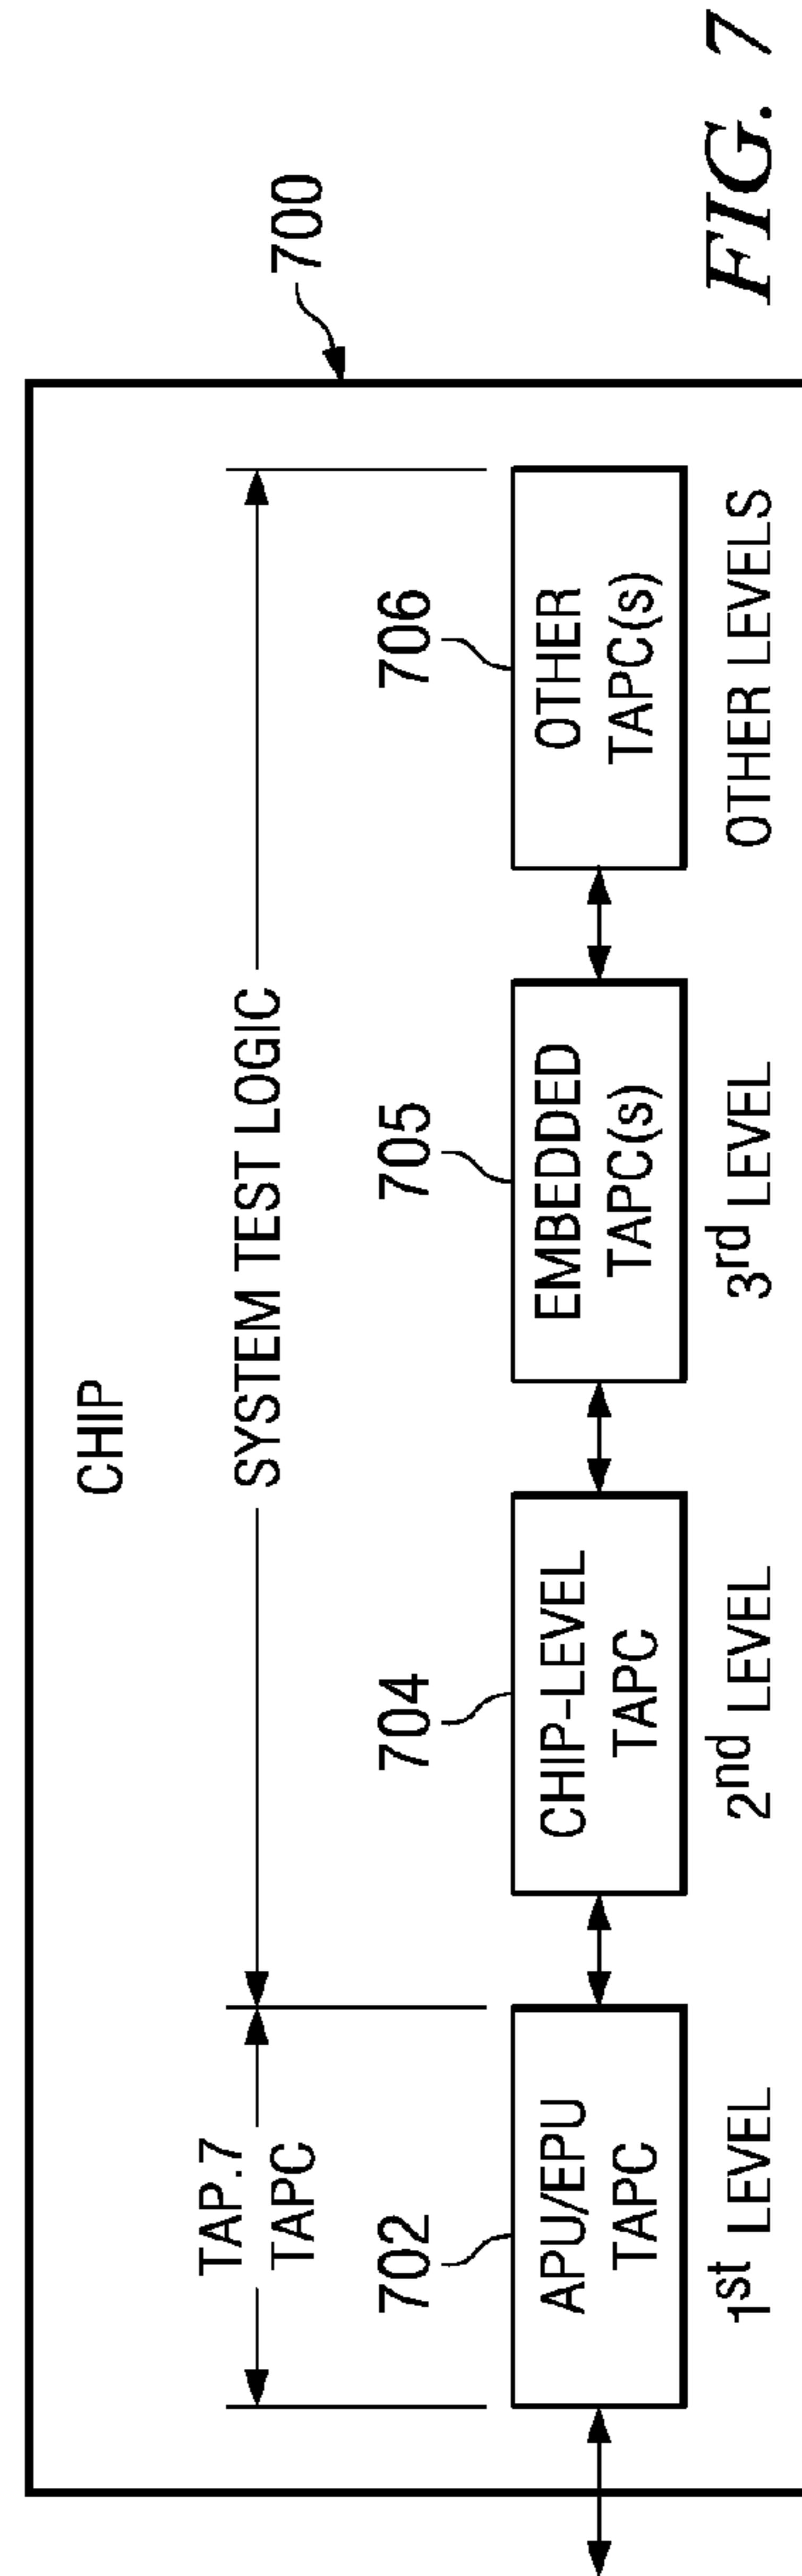 CHIP
700
TAP.7
TAPC
SYSTEM TEST LOGIC
702
704
705
706
APU/EPU
TAPC
CHIP-LEVEL
TAPC
EMBEDDED
TAPC(s)
OTHER
TAPC(s)
1st LEVEL
2nd LEVEL
3rd LEVEL
OTHER LEVELS
FIG. 7